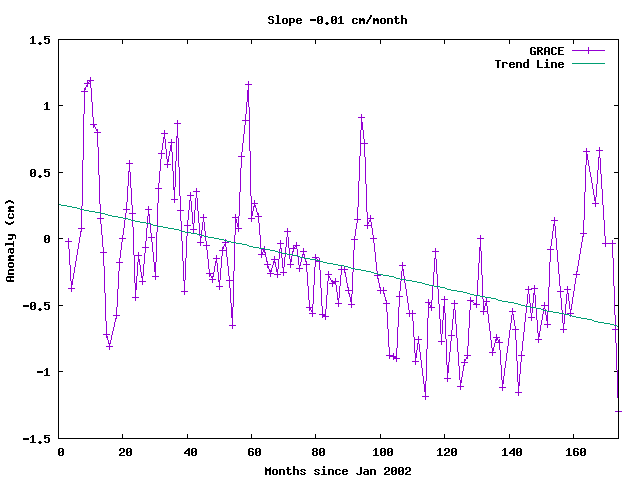 Slope -0.01 cm/month
1.5
GRACE
Trend Line
1
0.5
0
-0.5
-1
-1.5
Anomaly (cm)
0 20 40 60 80 100 120 140 160
Months since Jan 2002